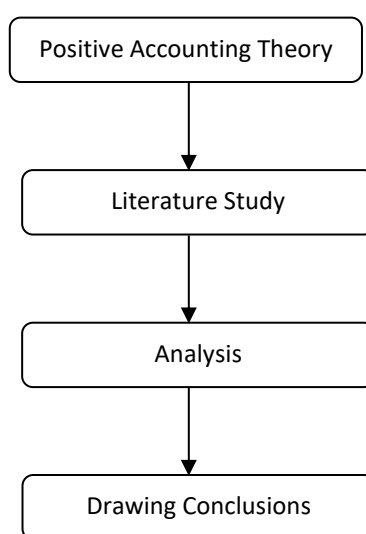 Positive Accounting Theory
Literature Study
Analysis
Drawing Conclusions